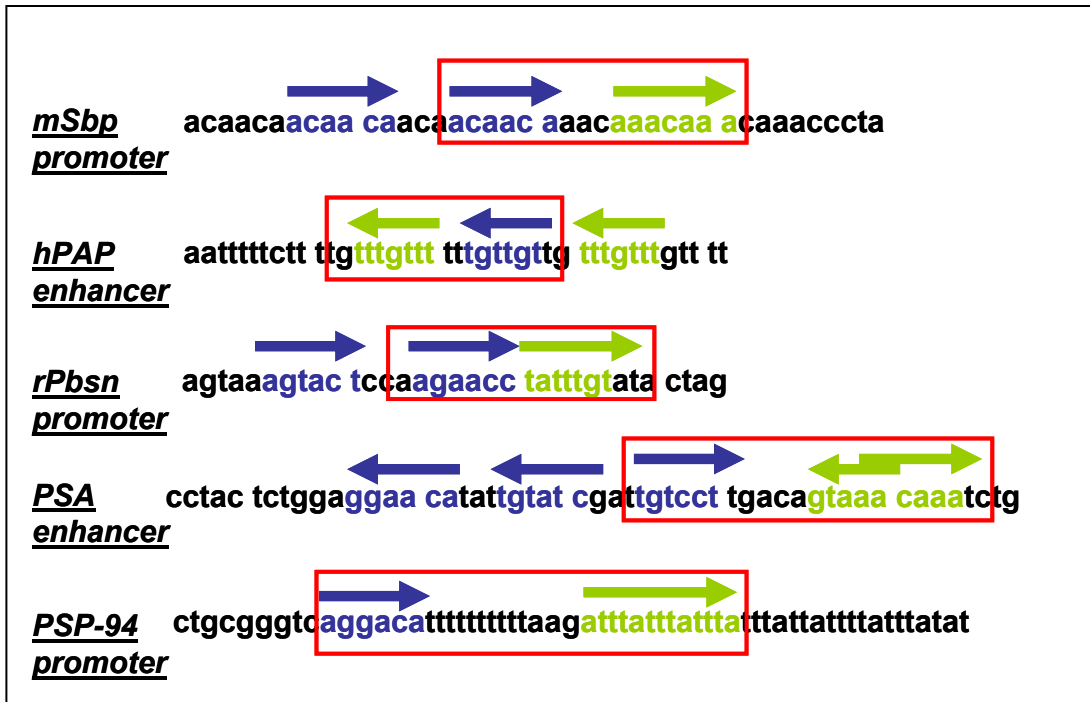 mSbp acaacaacaa caacaacaac aaacaaacaa acaaacccta
promoter
hPAP aatttttctt ttgtttgttt tttgttgttg tttgtttgtt tt
enhancer
rPbsn agtaaagtac tccaagaacc tatttgtata ctag
promoter
PSA cctac tctggaggaa catattgtat cgattgtcct tgacagtaaa caaatctg
enhancer
PSP-94 ctgcgggtcaggacattttttttttaagatttatttatttatttattattttatttatat
promoter